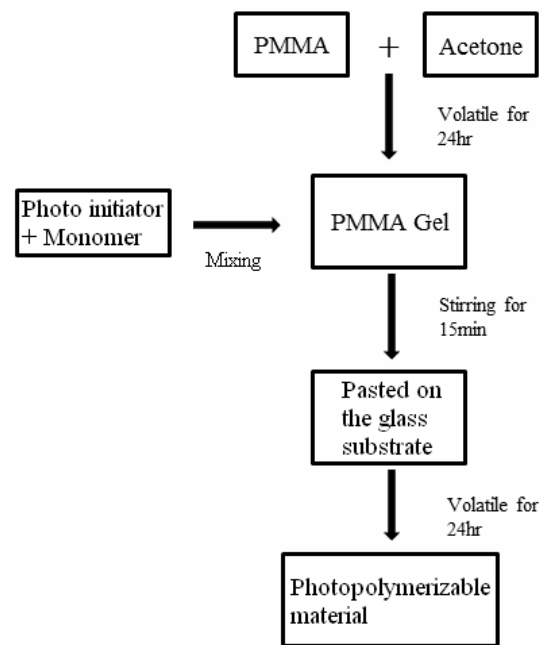 PMMA + Acetone
Volatile for
24hr
Photo initiator
+ Monomer
Mixing
PMMA Gel
Stirring for
15min
Pasted on
the glass
substrate
Volatile for
24hr
Photopolymerizable
material